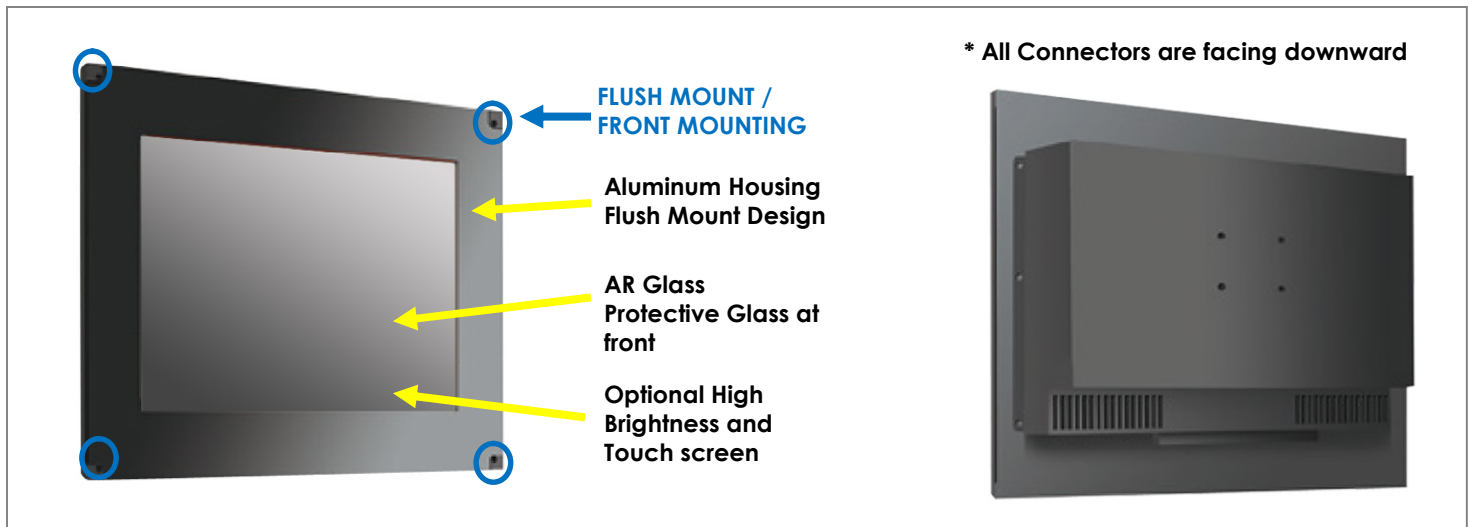 * All Connectors are facing downward
FLUSH MOUNT /
FRONT MOUNTING
Aluminum Housing
Flush Mount Design
AR Glass
Protective Glass at
front
Optional High
Brightness and
Touch screen